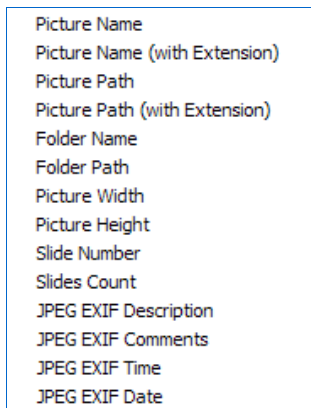 Picture Name
Picture Name (with Extension)
Picture Path
Picture Path (with Extension)
Folder Name
Folder Path
Picture Width
Picture Height
Slide Number
Slides Count
JPEG EXIF Description
JPEG EXIF Comments
JPEG EXIF Time
JPEG EXIF Date